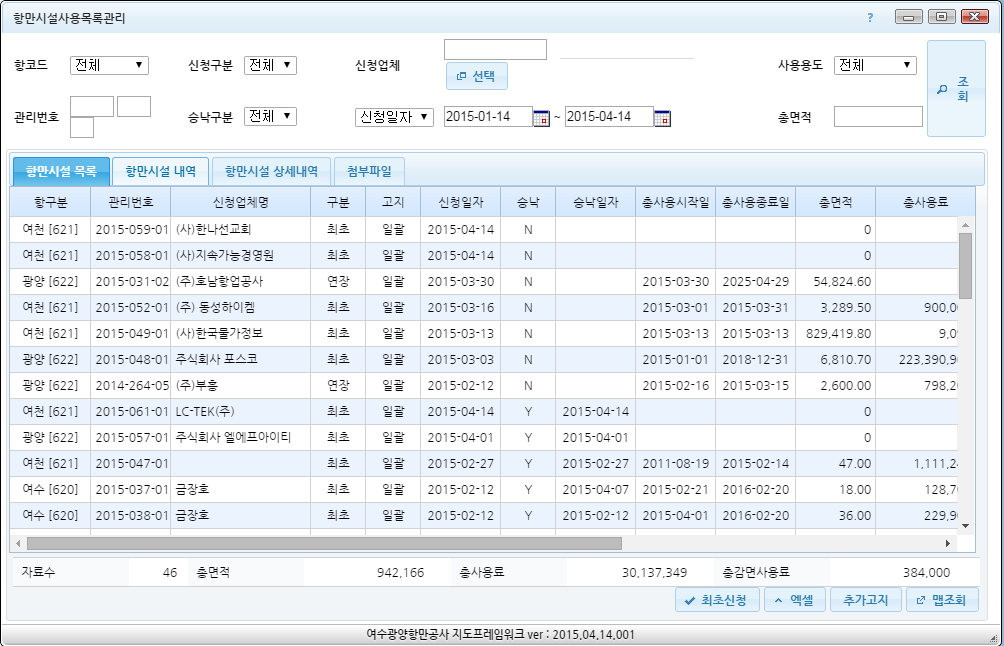 항만시설사용목록관리 ?
항코드 전체 신청구분 전체 신청업체 선택 사용용도 전체 조회
관리번호 승낙구분 전체 신청일자 2015-01-14 ~ 2015-04-14 총면적
항만시설 목록 항만시설 내역 항만시설 상세내역 첨부파일
항구분 관리번호 신청업체명 구분 고지 신청일자 승낙 승낙일자 총사용시작일 총사용종료일 총면적 총사용료
여천 [621] 2015-059-01 (사)한나선교회 최초 일괄 2015-04-14 N 0
여천 [621] 2015-058-01 (사)지속가능경영원 최초 일괄 2015-04-14 N 0
광양 [622] 2015-031-02 (주)호남항업공사 연장 일괄 2015-03-30 N 2015-03-30 2025-04-29 54,824.60
여천 [621] 2015-052-01 (주) 동성하이켐 최초 일괄 2015-03-16 N 2015-03-01 2015-03-31 3,289.50 900,0
여천 [621] 2015-049-01 (사)한국물가정보 최초 일괄 2015-03-13 N 2015-03-13 2015-03-13 829,419.80 9,0
광양 [622] 2015-048-01 주식회사 포스코 최초 일괄 2015-03-03 N 2015-01-01 2018-12-31 6,810.70 223,390,9
광양 [622] 2014-264-05 (주)부흥 연장 일괄 2015-02-12 N 2015-02-16 2015-03-15 2,600.00 798,2
여천 [621] 2015-061-01 LC-TEK(주) 최초 일괄 2015-04-14 Y 2015-04-14 0
광양 [622] 2015-057-01 주식회사 엘에프아이티 최초 일괄 2015-04-01 Y 2015-04-01 0
여천 [621] 2015-047-01 최초 일괄 2015-02-27 Y 2015-02-27 2011-08-19 2015-02-14 47.00 1,111,2
여수 [620] 2015-037-01 금장호 최초 일괄 2015-02-12 Y 2015-04-07 2015-02-21 2016-02-20 18.00 128,7
여수 [620] 2015-038-01 금장호 최초 일괄 2015-02-12 Y 2015-02-12 2015-04-01 2016-02-20 36.00 229,9
자료수 46 총면적 942,166 총사용료 30,137,349 총감면사용료 384,000
최초신청 엑셀 추가고지 맵조회
여수광양항만공사 지도프레임워크 ver : 2015.04.14.001